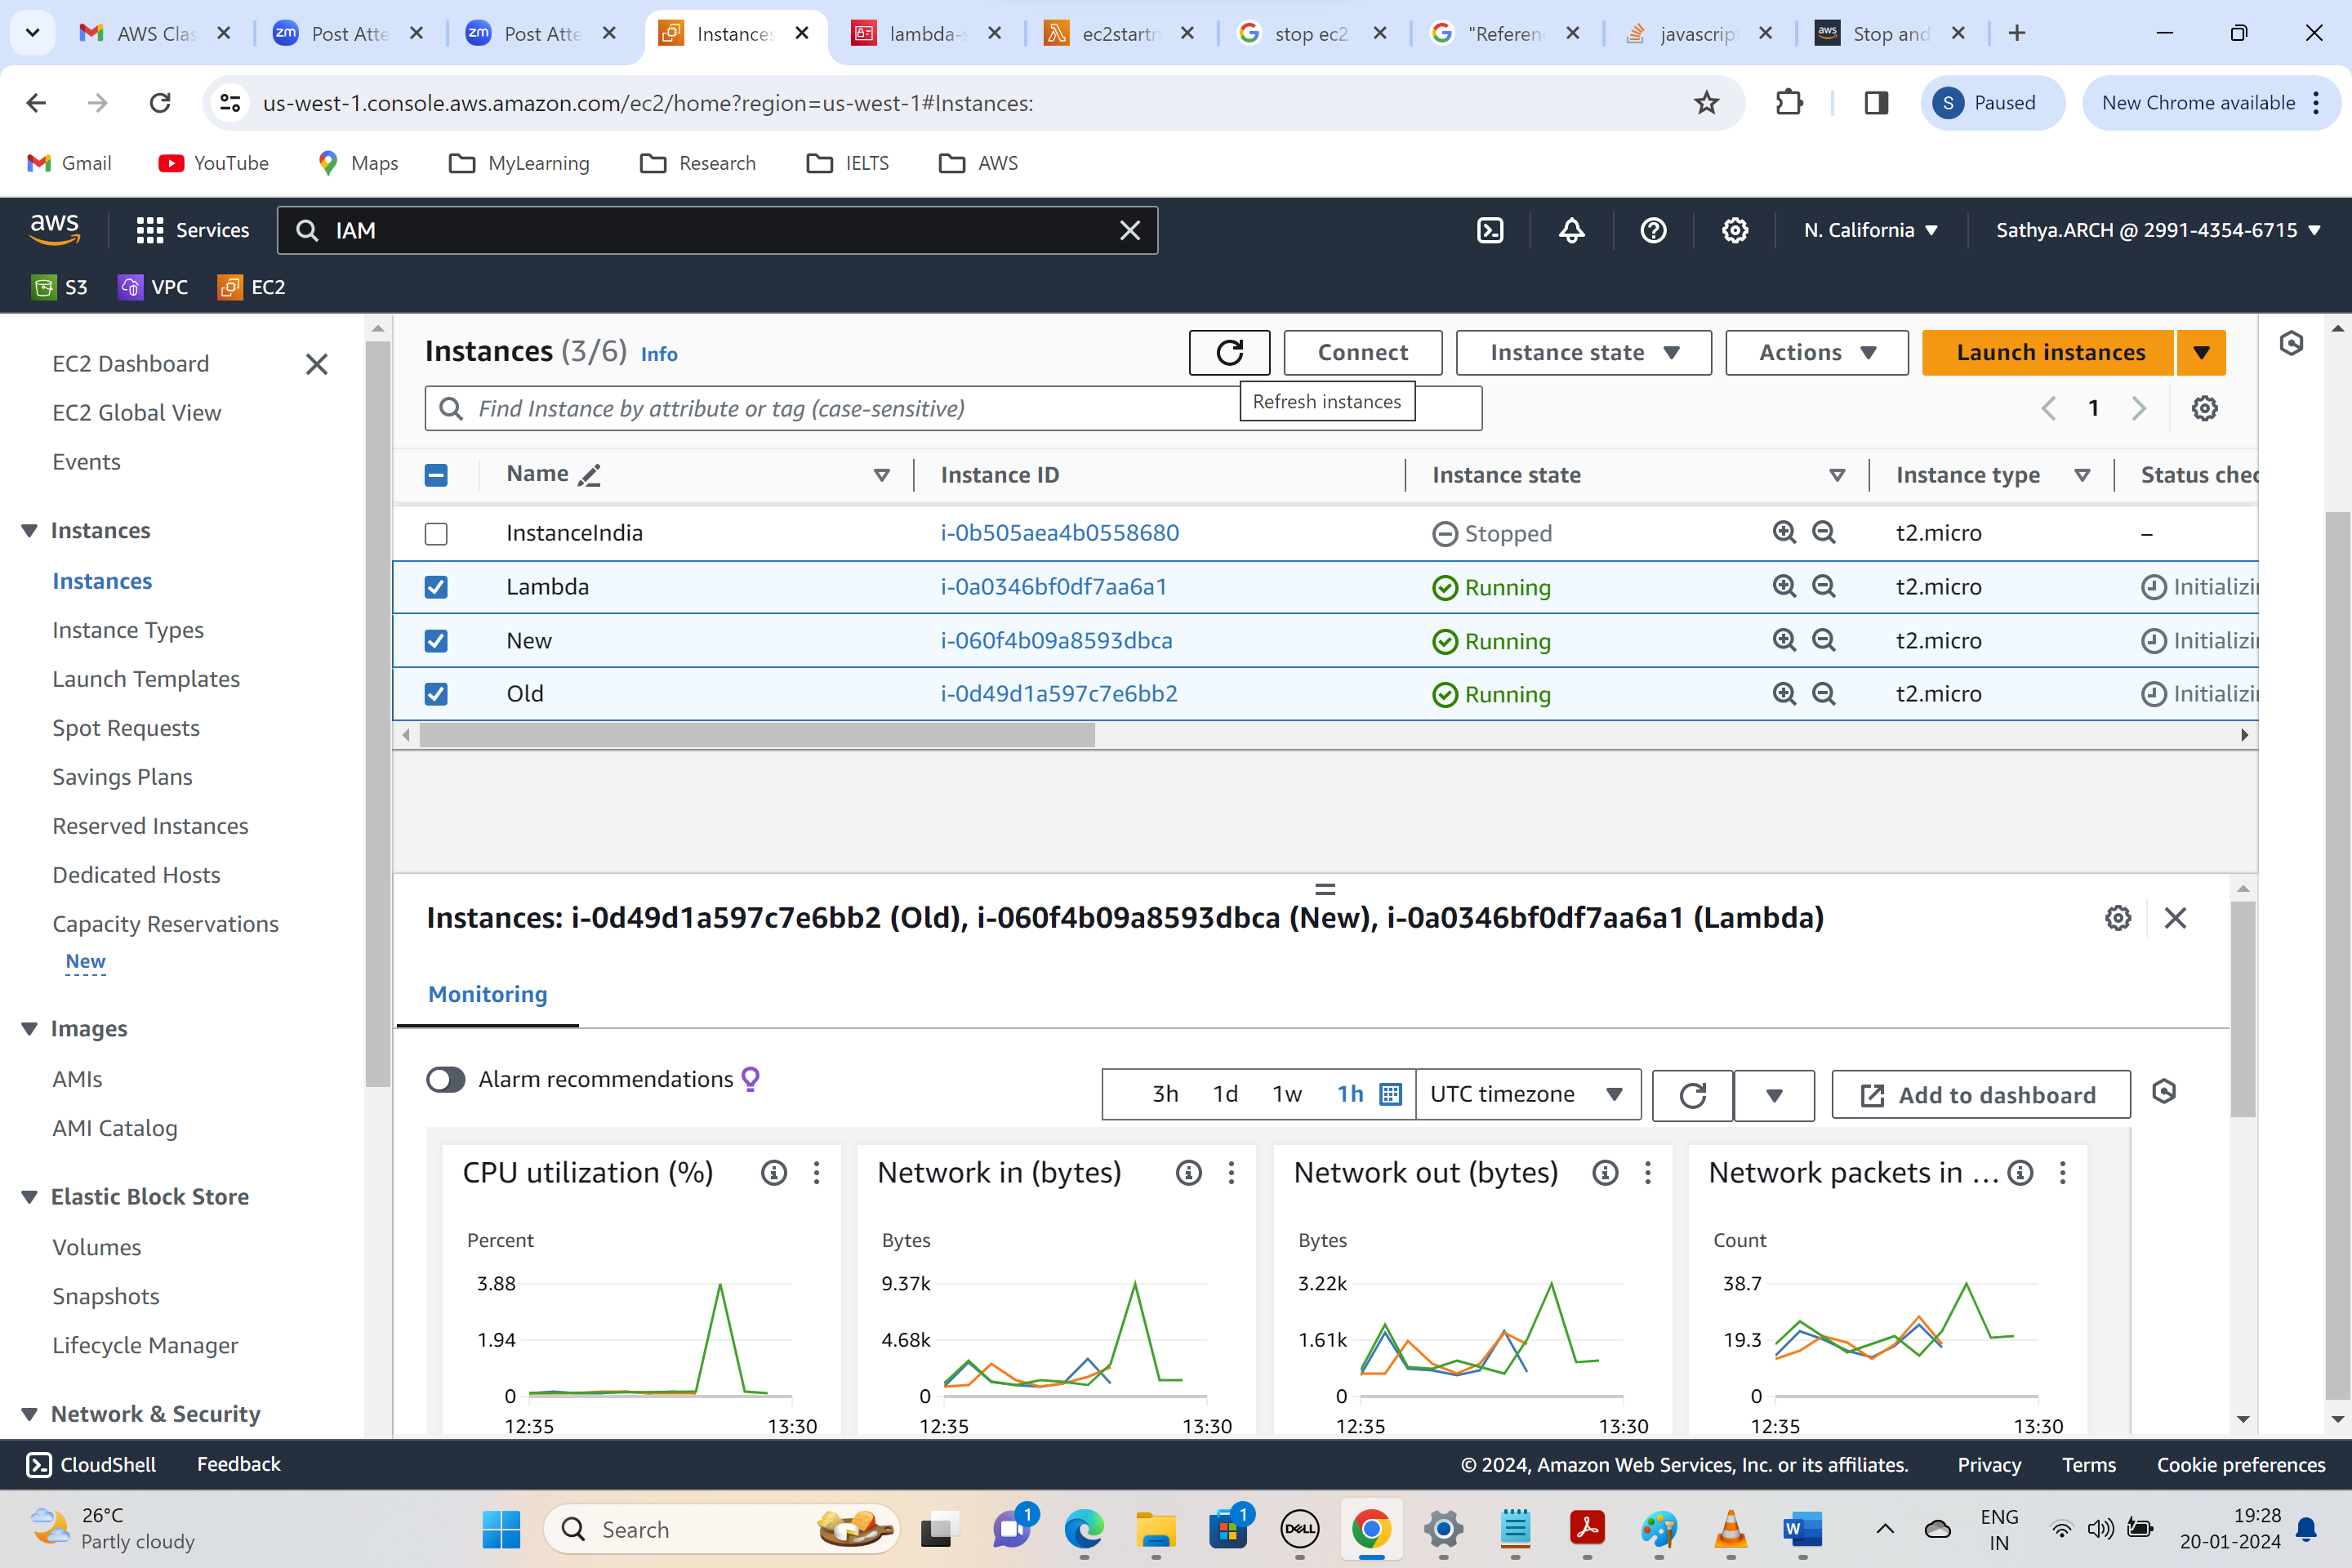 AWS Clas
Post Atte
Post Atte
Instances
lambda-s
ec2startn
stop ec2
"Referen
javascrip
Stop and
us-west-1.console.aws.amazon.com/ec2/home?region=us-west-1#Instances:
S Paused
New Chrome available
Gmail
YouTube
Maps
MyLearning
Research
IELTS
AWS
aws
Services
IAM
N. California
Sathya.ARCH @ 2991-4354-6715
S3
VPC
EC2
EC2 Dashboard
EC2 Global View
Events
Instances
Instances
Instance Types
Launch Templates
Spot Requests
Savings Plans
Reserved Instances
Dedicated Hosts
Capacity Reservations
New
Images
AMIs
AMI Catalog
Elastic Block Store
Volumes
Snapshots
Lifecycle Manager
Network & Security
Instances (3/6) Info
Connect
Instance state
Actions
Launch instances
Find Instance by attribute or tag (case-sensitive)
Refresh instances
1
Name Instance ID Instance state Instance type Status chec
InstanceIndia i-0b505aea4b0558680 Stopped t2.micro –
Lambda i-0a0346bf0df7aa6a1 Running t2.micro Initializi
New i-060f4b09a8593dbca Running t2.micro Initializi
Old i-0d49d1a597c7e6bb2 Running t2.micro Initializi
Instances: i-0d49d1a597c7e6bb2 (Old), i-060f4b09a8593dbca (New), i-0a0346bf0df7aa6a1 (Lambda)
Monitoring
Alarm recommendations
3h 1d 1w 1h UTC timezone
Add to dashboard
CPU utilization (%)
Percent
3.88
1.94
0
12:35 13:30
Network in (bytes)
Bytes
9.37k
4.68k
0
12:35 13:30
Network out (bytes)
Bytes
3.22k
1.61k
0
12:35 13:30
Network packets in ...
Count
38.7
19.3
0
12:35 13:30
CloudShell
Feedback
© 2024, Amazon Web Services, Inc. or its affiliates.
Privacy
Terms
Cookie preferences
26°C
Partly cloudy
Search
1
1
DELL
ENG
IN
19:28
20-01-2024